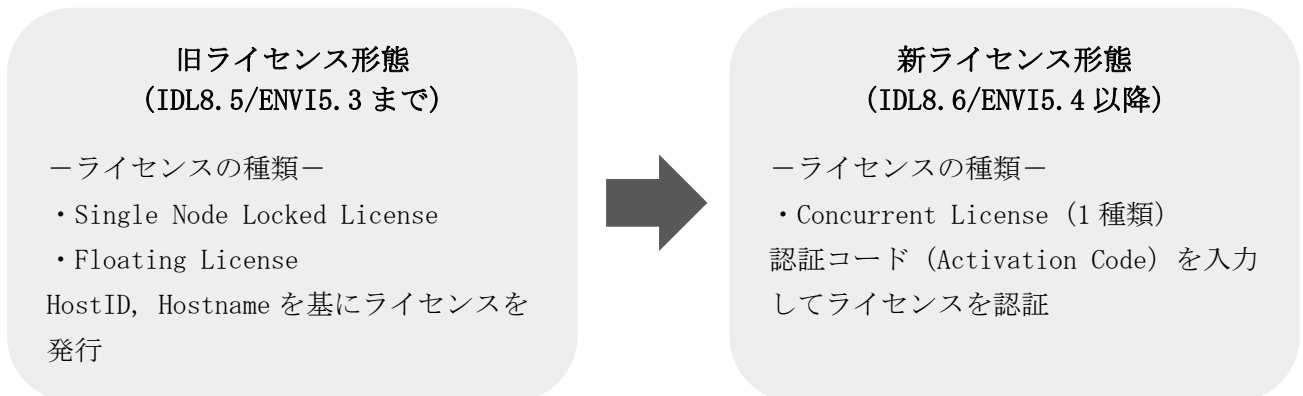 旧ライセンス形態
(IDL8.5/ENVI5.3 まで)
－ライセンスの種類－
・Single Node Locked License
・Floating License
HostID, Hostname を基にライセンスを
発行
新ライセンス形態
(IDL8.6/ENVI5.4 以降)
－ライセンスの種類－
・Concurrent License (1 種類)
認証コード (Activation Code) を入力
してライセンスを認証